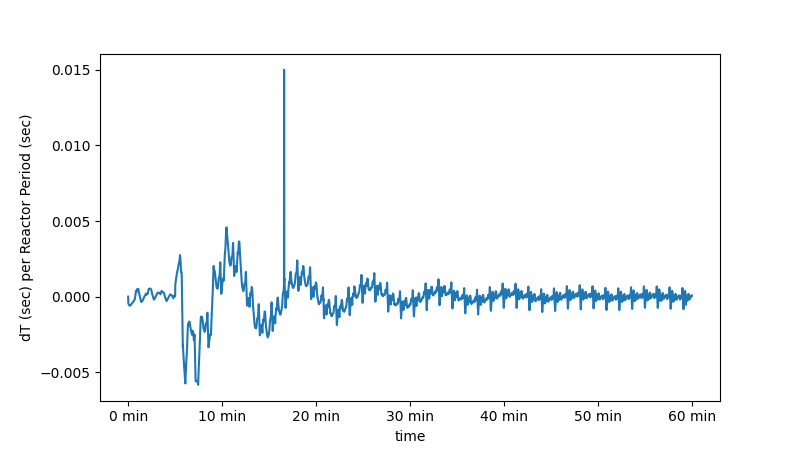 dT (sec) per Reactor Period (sec)
0.015
0.010
0.005
0.000
−0.005
0 min
10 min
20 min
30 min
40 min
50 min
60 min
time